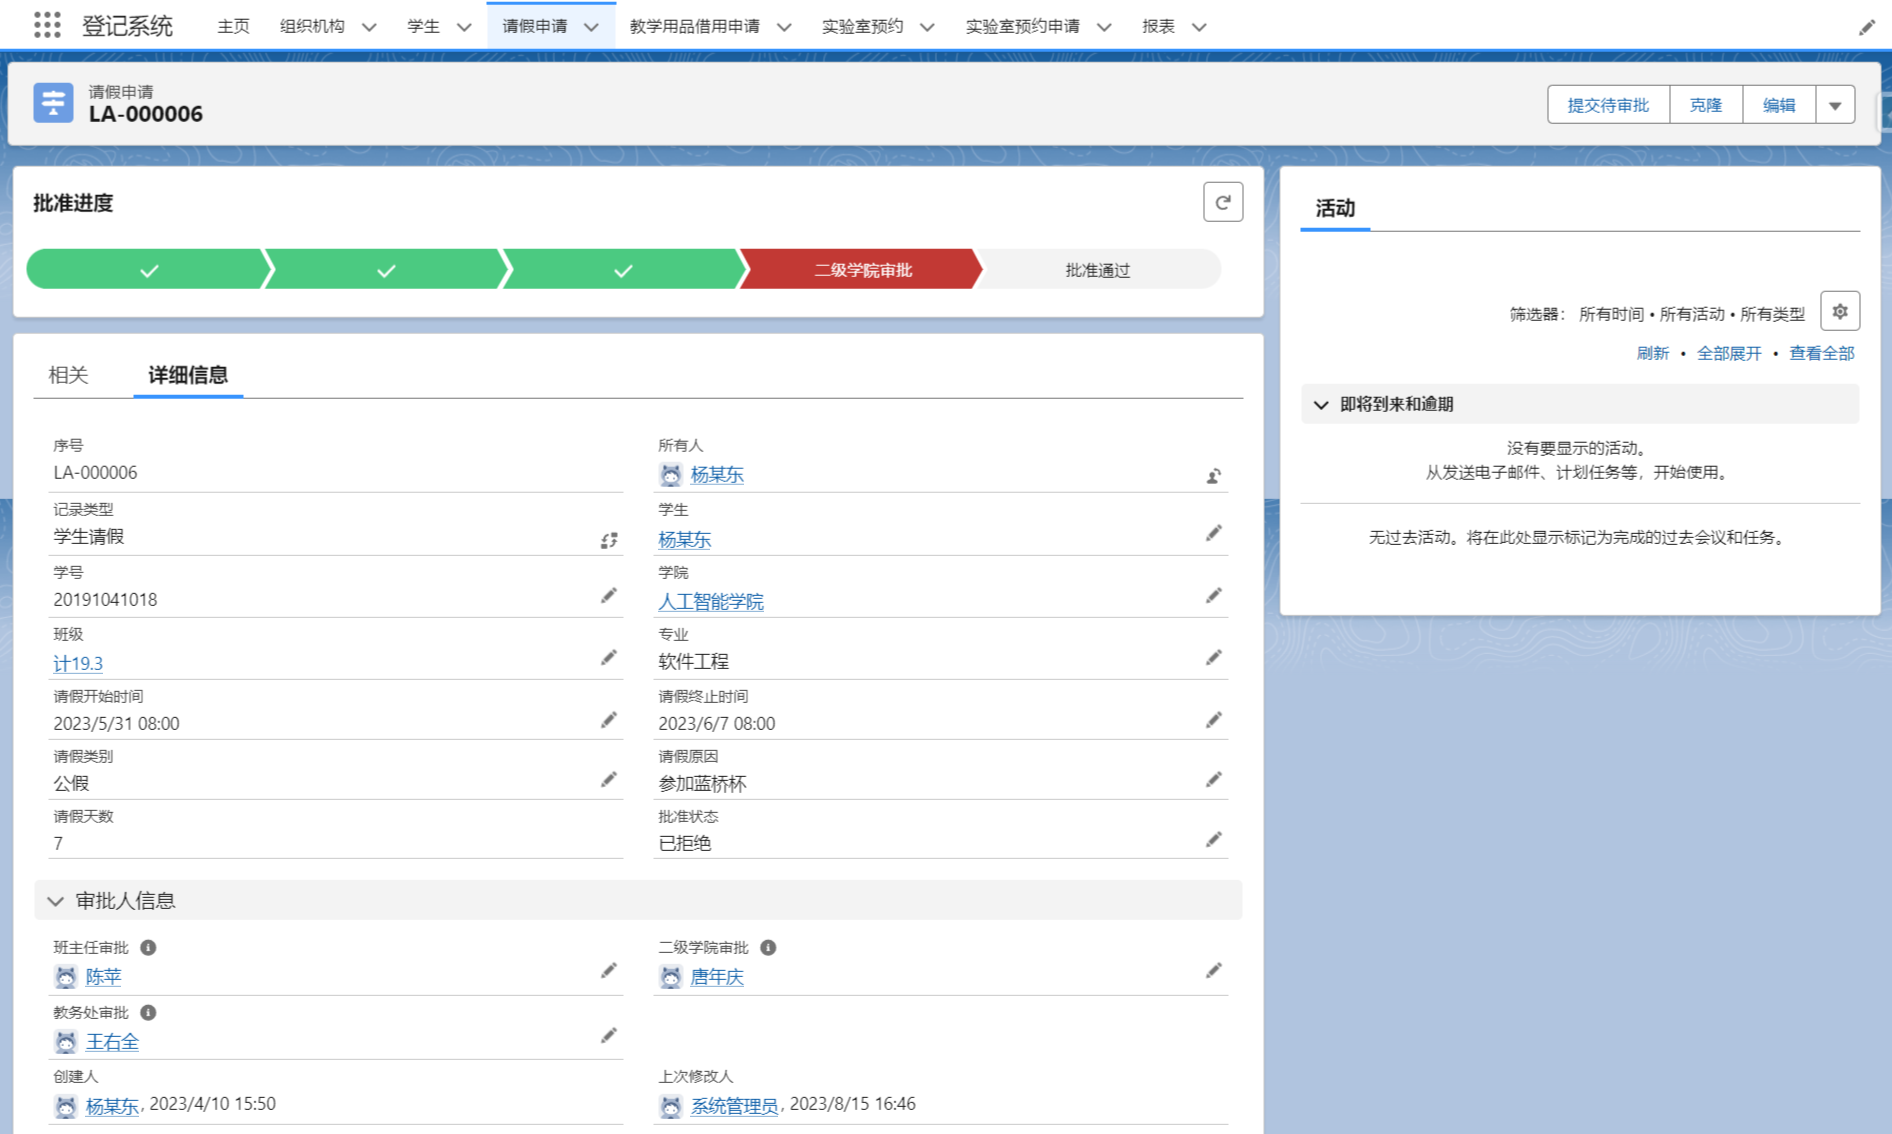 登记系统
主页
组织机构
学生
请假申请
教学用品借用申请
实验室预约
实验室预约申请
报表
请假申请
LA-000006
提交待审批
克隆
编辑
批准进度
二级学院审批
批准通过
相关
详细信息
序号
LA-000006
所有人
杨某东
记录类型
学生请假
学生
杨某东
学号
20191041018
学院
人工智能学院
班级
计19.3
专业
软件工程
请假开始时间
2023/5/31 08:00
请假终止时间
2023/6/7 08:00
请假类别
公假
请假原因
参加蓝桥杯
请假天数
7
批准状态
已拒绝
审批人信息
班主任审批
陈苹
二级学院审批
唐年庆
教务处审批
王右全
创建人
杨某东, 2023/4/10 15:50
上次修改人
系统管理员, 2023/8/15 16:46
活动
筛选器： 所有时间 • 所有活动 • 所有类型
刷新 • 全部展开 • 查看全部
即将到来和逾期
没有要显示的活动。
从发送电子邮件、计划任务等，开始使用。
无过去活动。将在此处显示标记为完成的过去会议和任务。